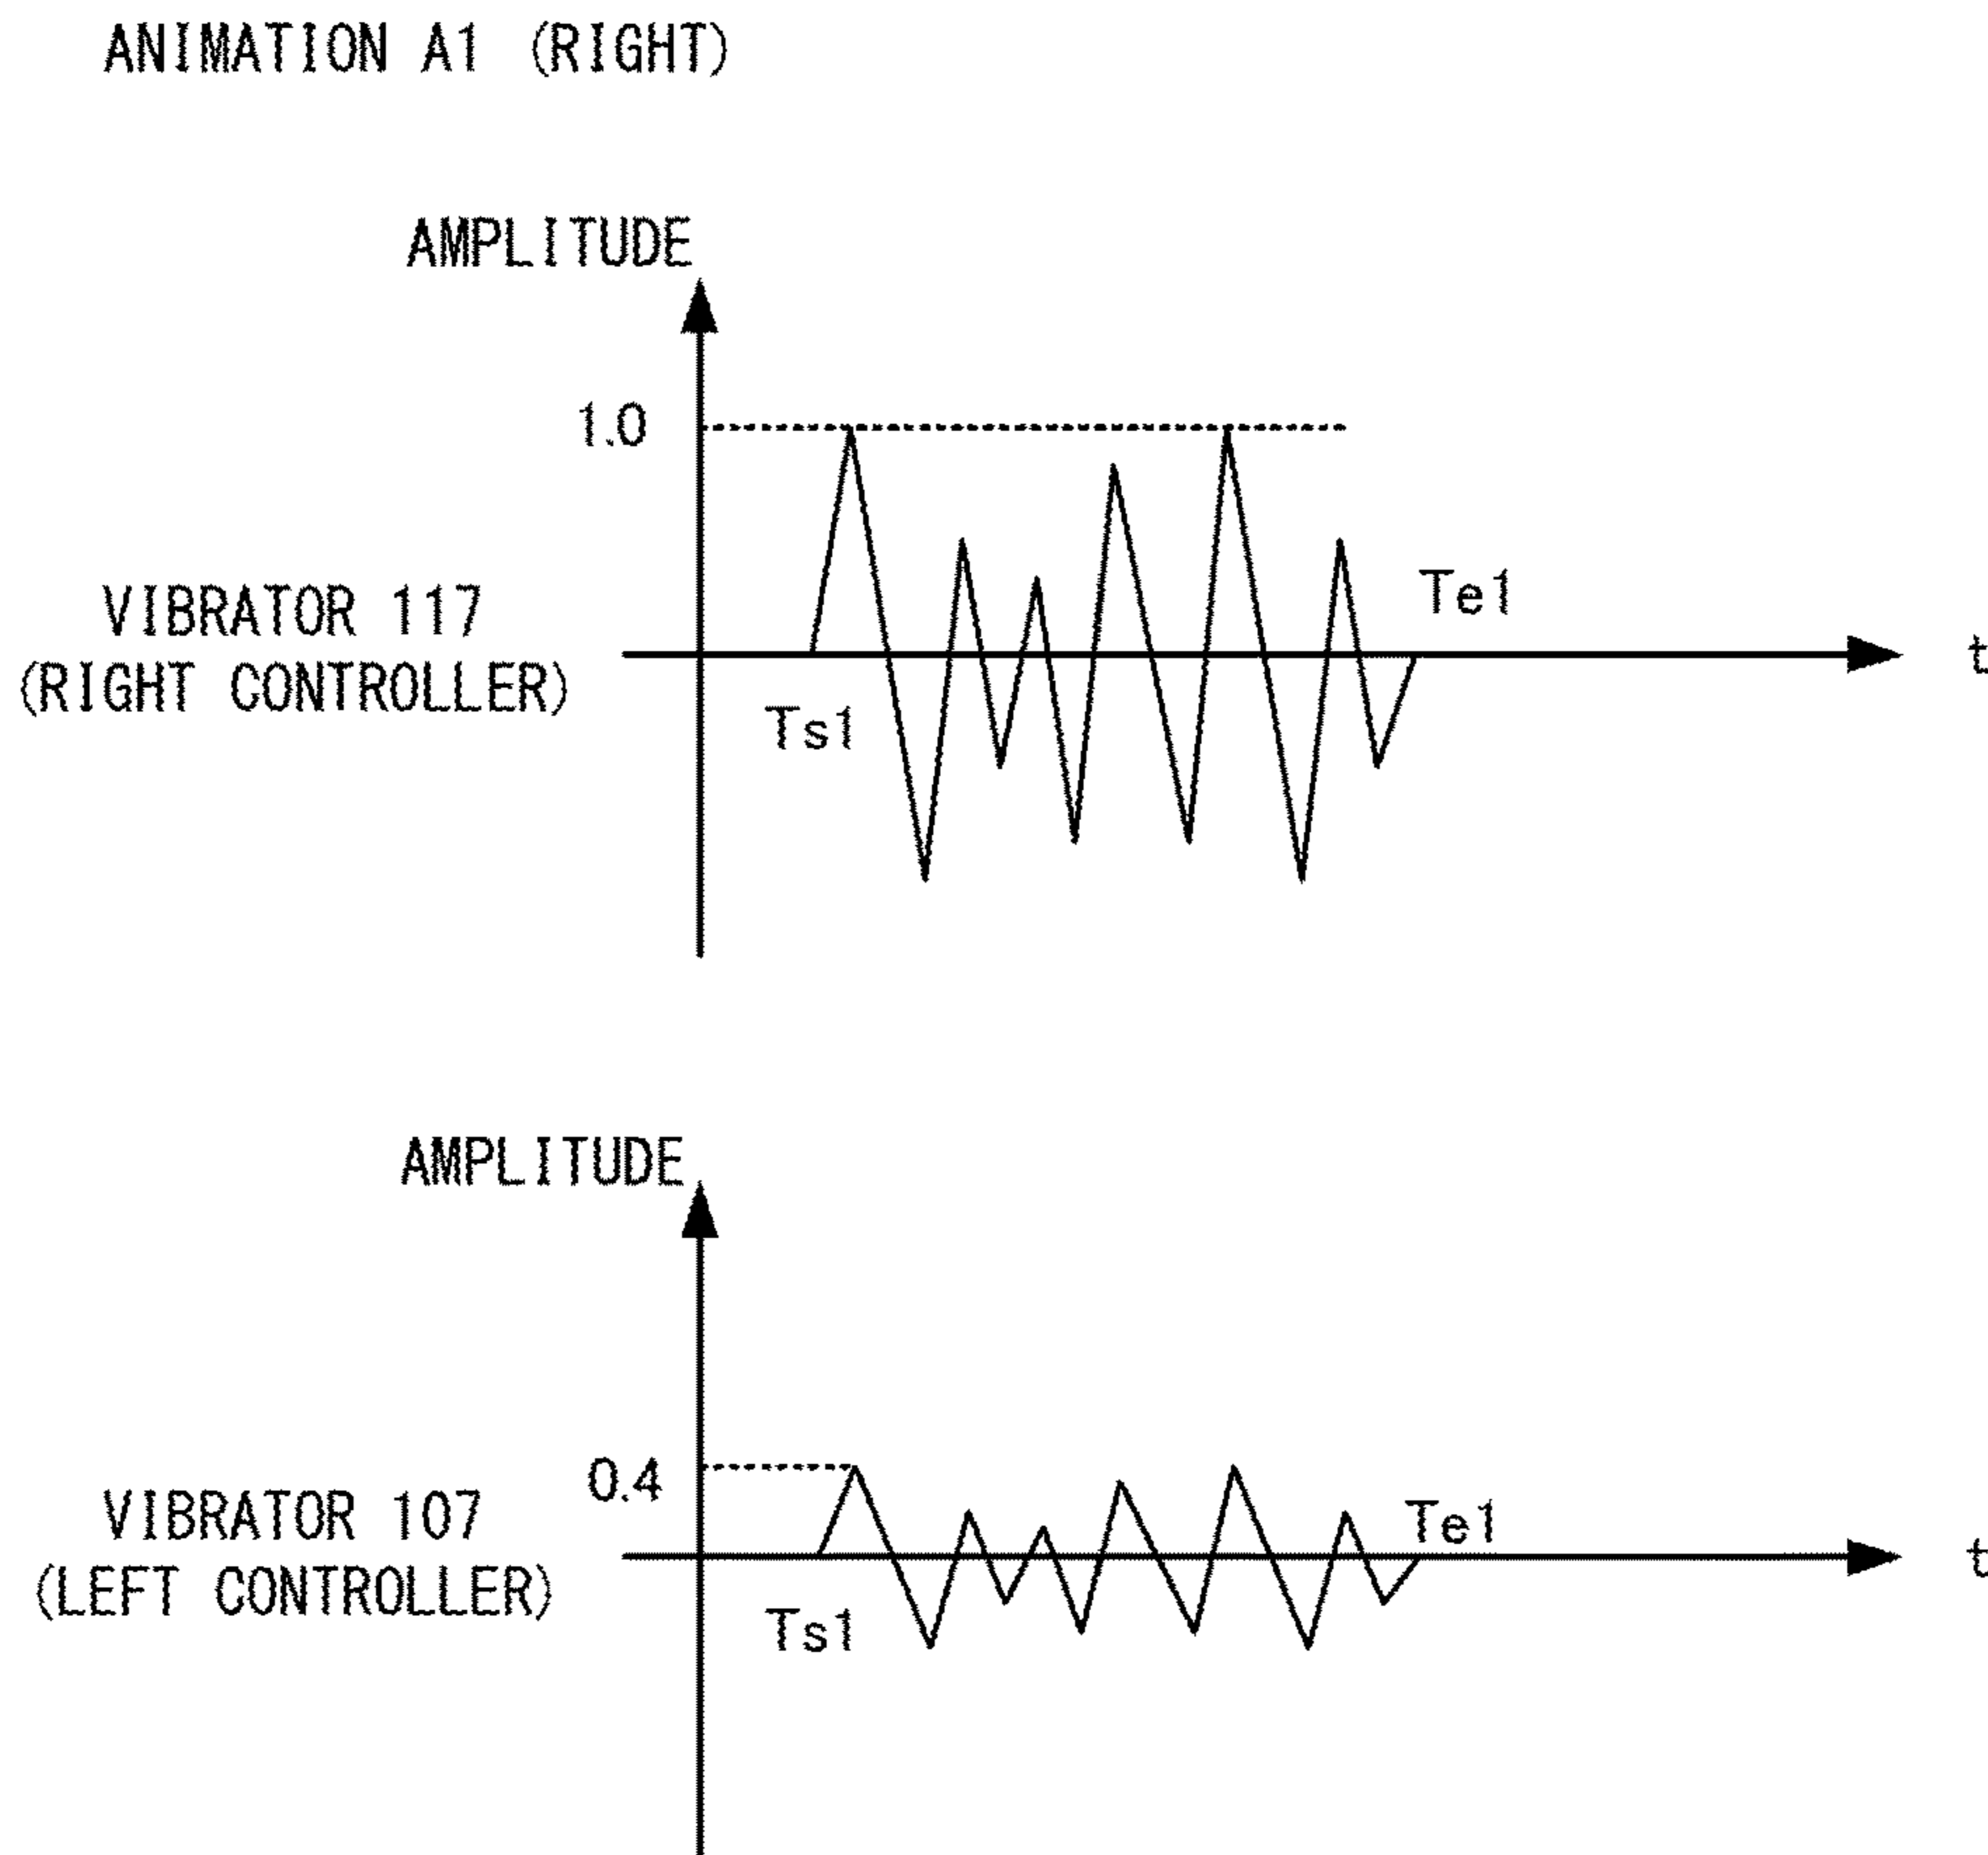 ANIMATION A1 (RIGHT)
AMPLITUDE
1.0
VIBRATOR 117
(RIGHT CONTROLLER)
Te1
t
Ts1
AMPLITUDE
0.4
VIBRATOR 107
(LEFT CONTROLLER)
Te1
t
Ts1